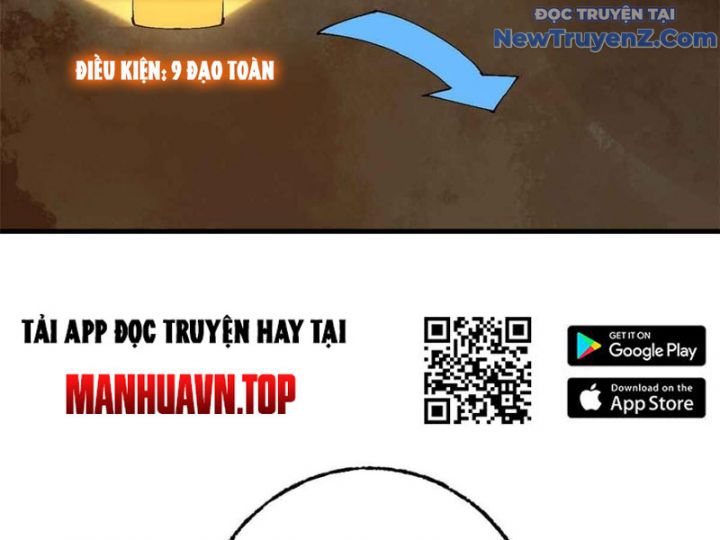 ĐỌC TRUYỆN TẠI
NewTruyenZ.Com
ĐIỀU KIỆN: 9 ĐẠO TOÀN
TẢI APP ĐỌC TRUYỆN HAY TẠI
MANHUAVN.TOP
GET IT ON
Google Play
Download on the
App Store